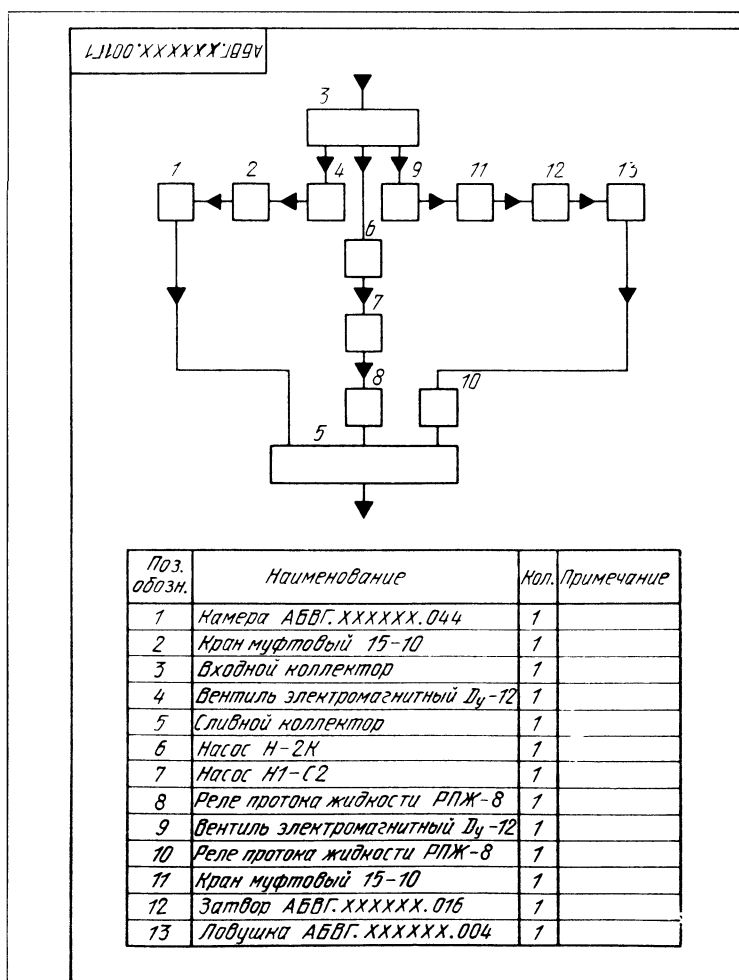 АБВГ.XXXXXX.001Г1
3
1 2 4 9 11 12 13
6
7
8 10
5
Поз. обозн. Наименование Кол. Примечание
1 Камера АБВГ.XXXXXX.044 1
2 Кран муфтовый 15-10 1
3 Входной коллектор 1
4 Вентиль электромагнитный Dу-12 1
5 Сливной коллектор 1
6 Насос Н-2К 1
7 Насос Н1-С2 1
8 Реле протока жидкости РПЖ-8 1
9 Вентиль электромагнитный Dу-12 1
10 Реле протока жидкости РПЖ-8 1
11 Кран муфтовый 15-10 1
12 Затвор АБВГ.XXXXXX.016 1
13 Ловушка АБВГ.XXXXXX.004 1